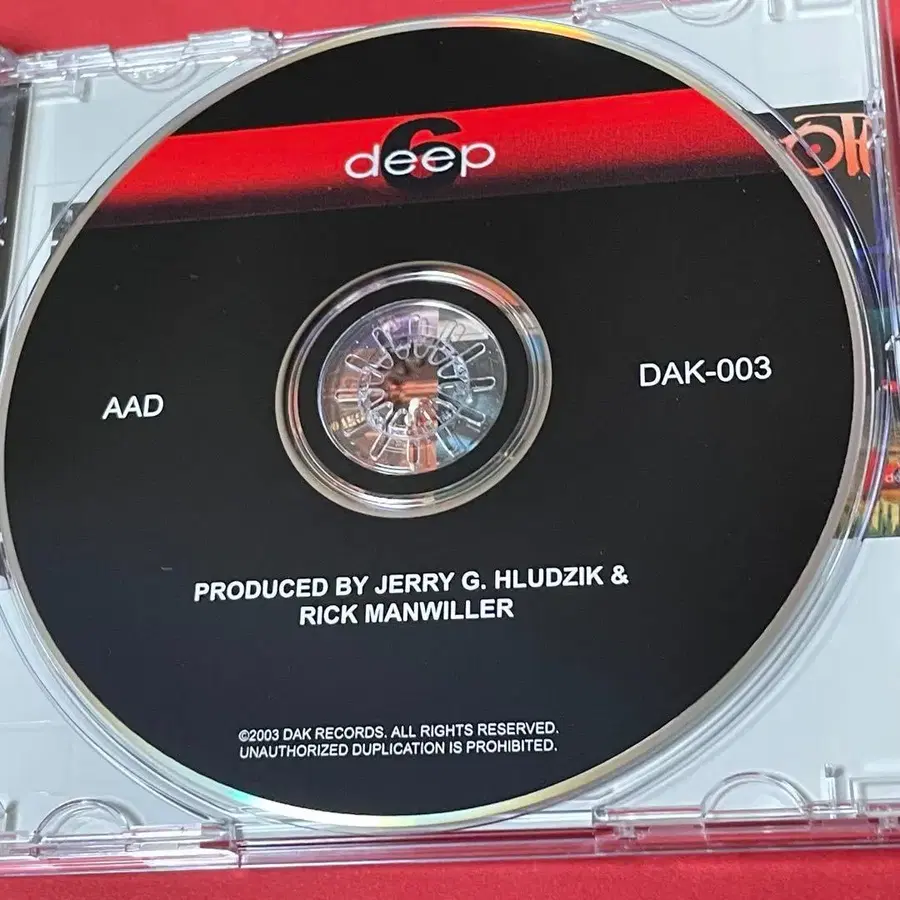 6
deep
DAK-003
AAD
PRODUCED BY JERRY G. HLUDZIK &
RICK MANWILLER
©2003 DAK RECORDS. ALL RIGHTS RESERVED.
UNAUTHORIZED DUPLICATION IS PROHIBITED.